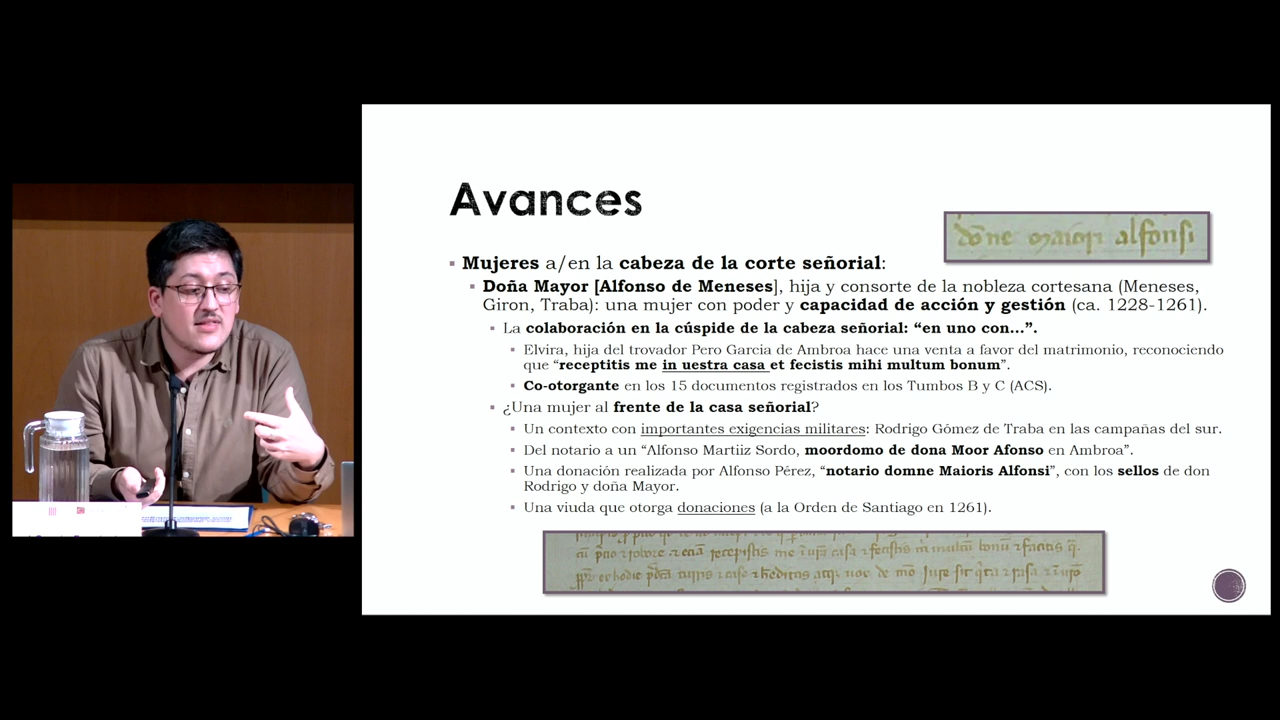 Avances
done maiori alfonsi
Mujeres a/en la cabeza de la corte señorial:
Doña Mayor [Alfonso de Meneses], hija y consorte de la nobleza cortesana (Meneses,
Giron, Traba): una mujer con poder y capacidad de acción y gestión (ca. 1228-1261).
La colaboración en la cúspide de la cabeza señorial: “en uno con...”.
Elvira, hija del trovador Pero Garcia de Ambroa hace una venta a favor del matrimonio, reconociendo
que “receptitis me in uestra casa et fecistis mihi multum bonum”.
Co-otorgante en los 15 documentos registrados en los Tumbos B y C (ACS).
¿Una mujer al frente de la casa señorial?
Un contexto con importantes exigencias militares: Rodrigo Gómez de Traba en las campañas del sur.
Del notario a un “Alfonso Martiiz Sordo, moordomo de dona Moor Afonso en Ambroa”.
Una donación realizada por Alfonso Pérez, “notario domne Maioris Alfonsi”, con los sellos de don
Rodrigo y doña Mayor.
Una viuda que otorga donaciones (a la Orden de Santiago en 1261).